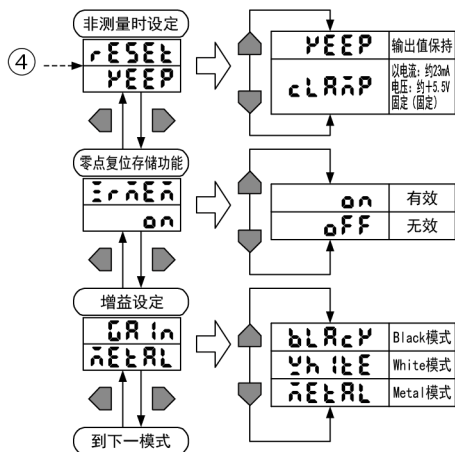 非测量时设定
④
rESEt
KEEP
KEEP
输出值保持
cLAmP
以电流：约23mA
电压：约＋5.5V
固定（固定）
零点复位存储功能
ZrmEm
on
on
有效
oFF
无效
增益设定
GAIn
mEtAL
bLAcK
Black模式
WhItE
White模式
mEtAL
Metal模式
到下一模式